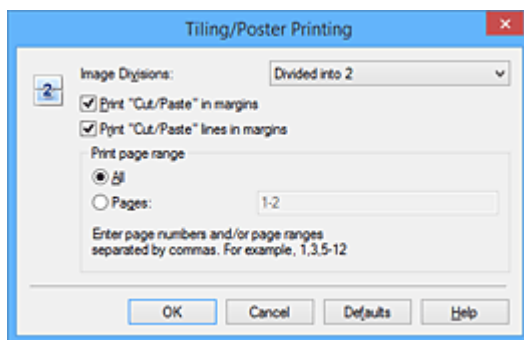 Tiling/Poster Printing
x
2
Image Divisions:
Divided into 2
Print "Cut/Paste" in margins
Print "Cut/Paste" lines in margins
Print page range
All
Pages:
1-2
Enter page numbers and/or page ranges
separated by commas. For example, 1,3,5-12
OK
Cancel
Defaults
Help